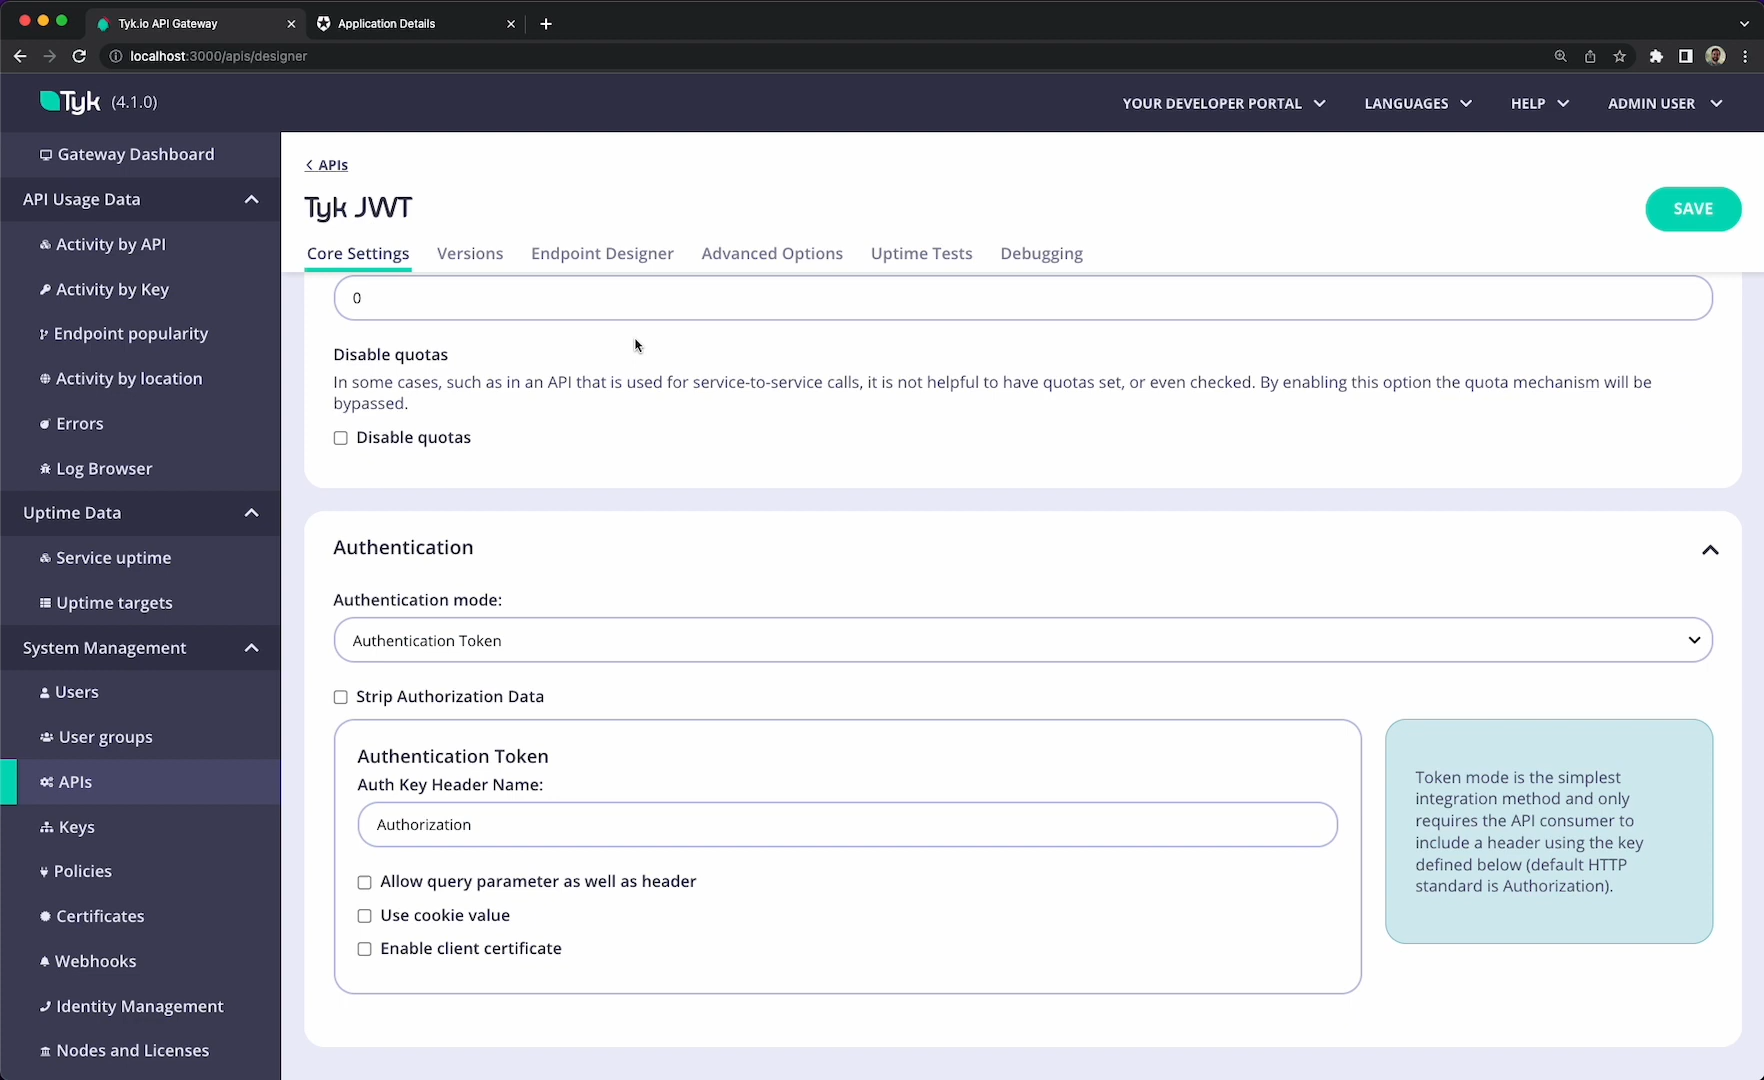 Tyk.io API Gateway
Application Details
localhost:3000/apis/designer
Tyk (4.1.0)
YOUR DEVELOPER PORTAL
LANGUAGES
HELP
ADMIN USER
Gateway Dashboard
API Usage Data
Activity by API
Activity by Key
Endpoint popularity
Activity by location
Errors
Log Browser
Uptime Data
Service uptime
Uptime targets
System Management
Users
User groups
APIs
Keys
Policies
Certificates
Webhooks
Identity Management
Nodes and Licenses
< APIs
Tyk JWT
SAVE
Core Settings
Versions
Endpoint Designer
Advanced Options
Uptime Tests
Debugging
0
Disable quotas
In some cases, such as in an API that is used for service-to-service calls, it is not helpful to have quotas set, or even checked. By enabling this option the quota mechanism will be
bypassed.
Disable quotas
Authentication
Authentication mode:
Authentication Token
Strip Authorization Data
Authentication Token
Auth Key Header Name:
Authorization
Allow query parameter as well as header
Use cookie value
Enable client certificate
Token mode is the simplest
integration method and only
requires the API consumer to
include a header using the key
defined below (default HTTP
standard is Authorization).